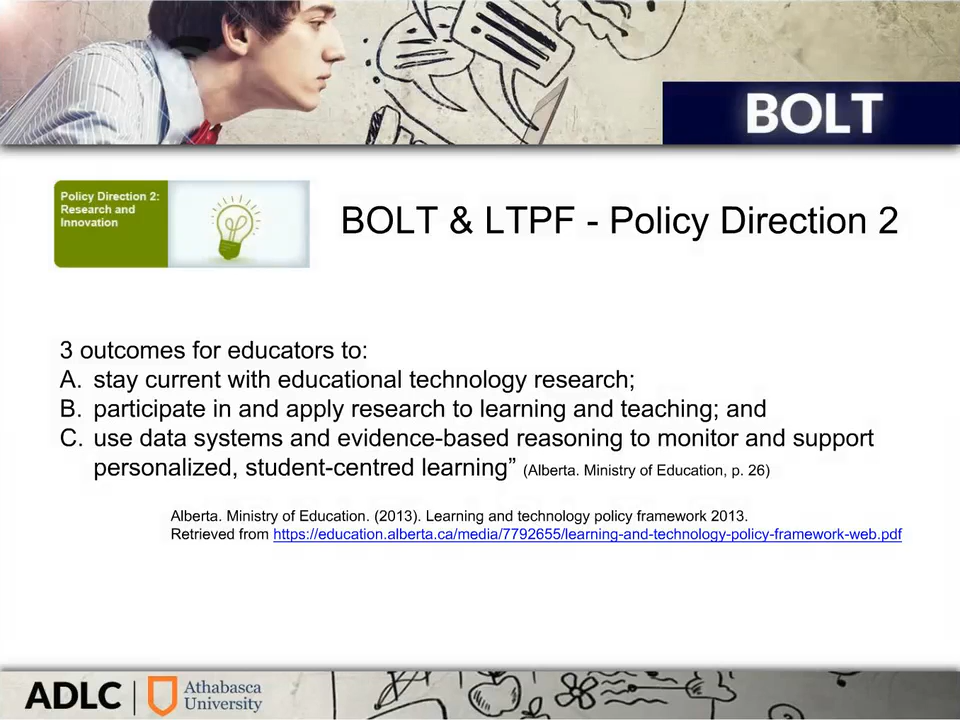 BOLT
Policy Direction 2:
Research and
Innovation
BOLT & LTPF - Policy Direction 2
3 outcomes for educators to:
A. stay current with educational technology research;
B. participate in and apply research to learning and teaching; and
C. use data systems and evidence-based reasoning to monitor and support
personalized, student-centred learning” (Alberta. Ministry of Education, p. 26)
Alberta. Ministry of Education. (2013). Learning and technology policy framework 2013.
Retrieved from https://education.alberta.ca/media/7792655/learning-and-technology-policy-framework-web.pdf
ADLC
Athabasca
University